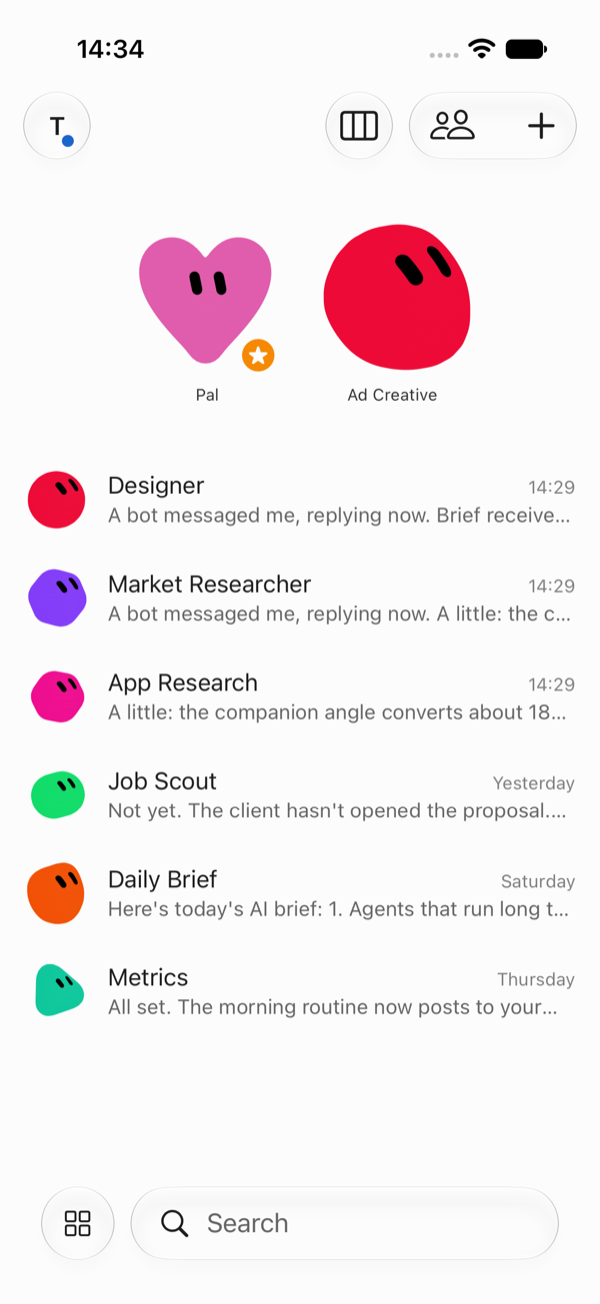 14:34
T
Pal
Ad Creative
Designer
14:29
A bot messaged me, replying now. Brief receive...
Market Researcher
14:29
A bot messaged me, replying now. A little: the c...
App Research
14:29
A little: the companion angle converts about 18...
Job Scout
Yesterday
Not yet. The client hasn't opened the proposal....
Daily Brief
Saturday
Here's today's AI brief: 1. Agents that run long t...
Metrics
Thursday
All set. The morning routine now posts to your...
Search